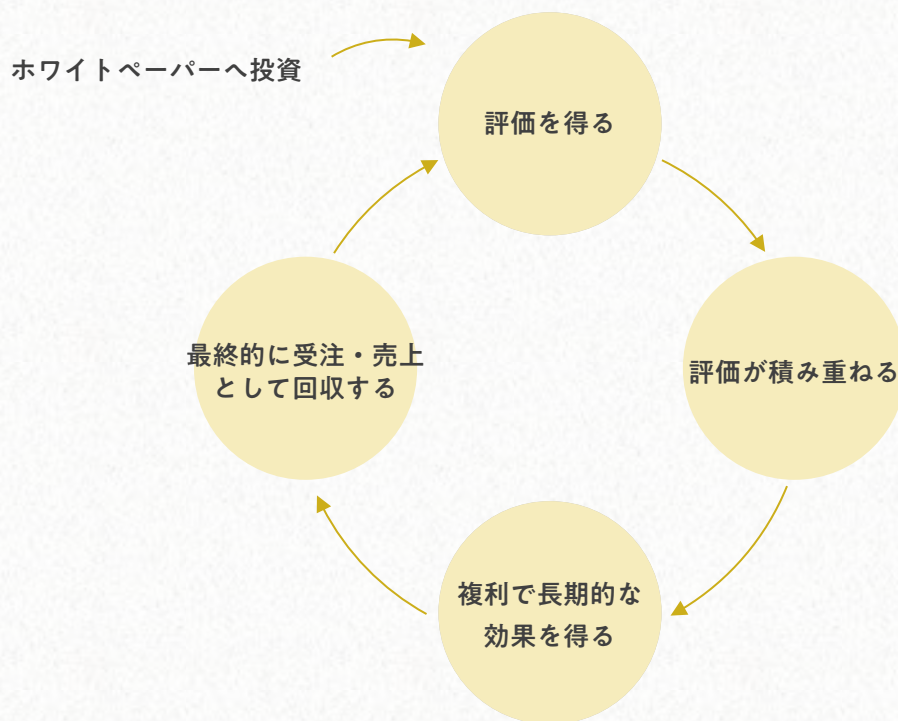 ホワイトペーパーへ投資
評価を得る
評価が積み重ねる
複利で長期的な
効果を得る
最終的に受注・売上
として回収する